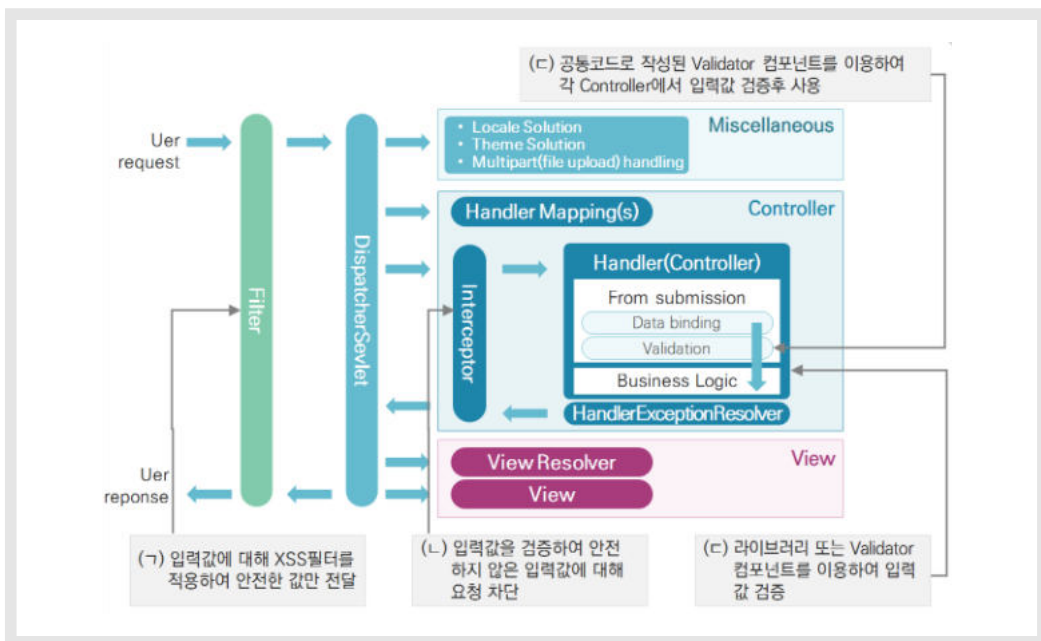 (ㄷ) 공통코드로 작성된 Validator 컴포넌트를 이용하여
각 Controller에서 입력값 검증후 사용
Uer
request
• Locale Solution
• Theme Solution
• Multipart(file upload) handling
Miscellaneous
Filter
DispatcherSevlet
Handler Mapping(s)
Controller
Interceptor
Handler(Controller)
From submission
Data binding
Validation
Business Logic
HandlerExceptionResolver
View Resolver
View
View
Uer
reponse
(ㄱ) 입력값에 대해 XSS필터를
적용하여 안전한 값만 전달
(ㄴ) 입력값을 검증하여 안전
하지 않은 입력값에 대해
요청 차단
(ㄷ) 라이브러리 또는 Validator
컴포넌트를 이용하여 입력
값 검증